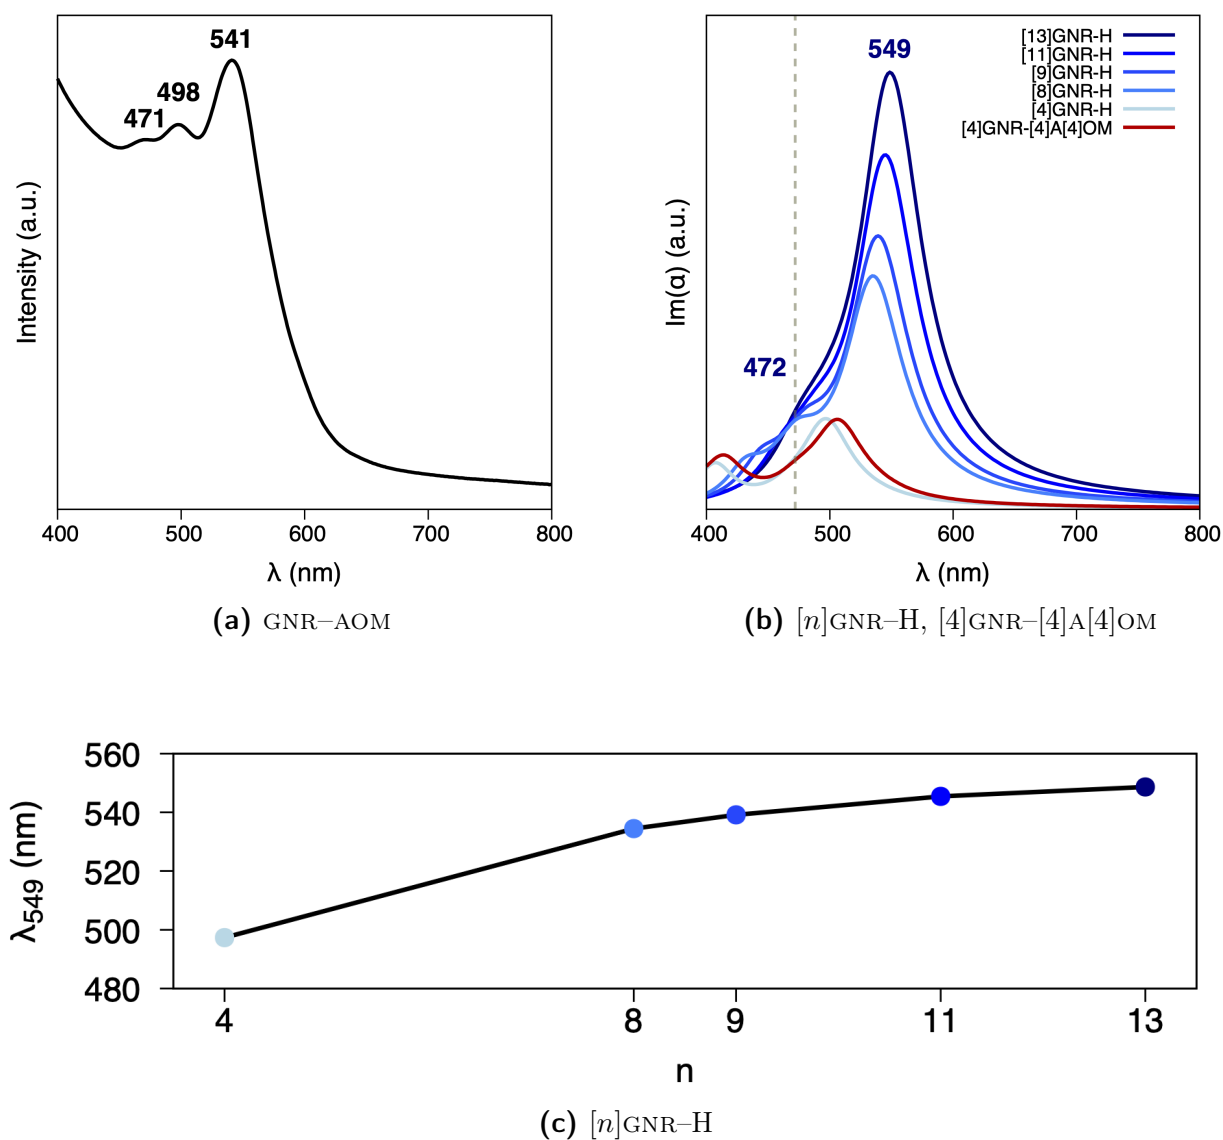 541
498
471
Intensity (a.u.)
400 500 600 700 800
λ (nm)
(a) GNR–AOM
549
[13]GNR-H
[11]GNR-H
[9]GNR-H
[8]GNR-H
[4]GNR-H
[4]GNR-[4]A[4]OM
472
Im(α) (a.u.)
400 500 600 700 800
λ (nm)
(b) [n]GNR–H, [4]GNR–[4]A[4]OM
560
540
520
500
480
λ549 (nm)
4 8 9 11 13
n
(c) [n]GNR–H